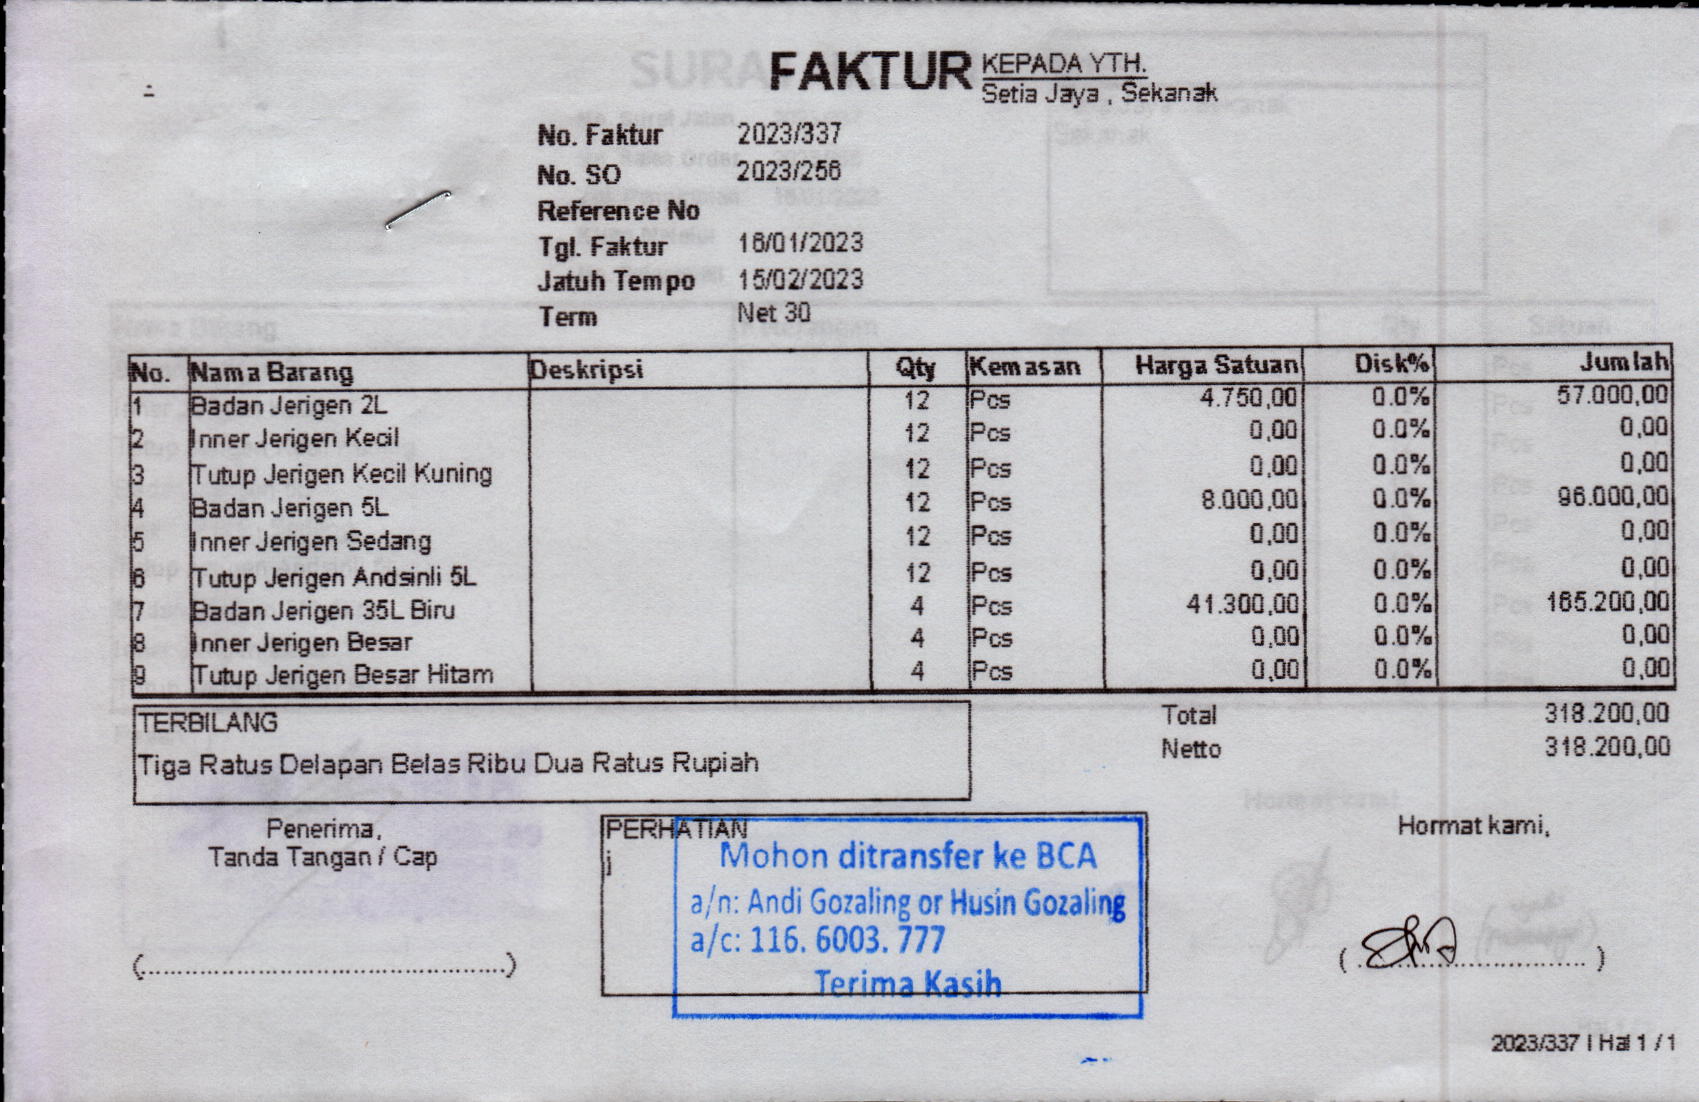 FAKTUR
KEPADA YTH.
Setia Jaya , Sekanak
No. Faktur 2023/337
No. SO 2023/256
Reference No
Tgl. Faktur 16/01/2023
Jatuh Tempo 15/02/2023
Term Net 30
No. Nama Barang Deskripsi Qty Kemasan Harga Satuan Disk% Jumlah
1 Badan Jerigen 2L 12 Pcs 4.750,00 0.0% 57.000,00
2 Inner Jerigen Kecil 12 Pcs 0,00 0.0% 0,00
3 Tutup Jerigen Kecil Kuning 12 Pcs 0,00 0.0% 0,00
4 Badan Jerigen 5L 12 Pcs 8.000,00 0.0% 96.000,00
5 Inner Jerigen Sedang 12 Pcs 0,00 0.0% 0,00
6 Tutup Jerigen Andsinli 5L 12 Pcs 0,00 0.0% 0,00
7 Badan Jerigen 35L Biru 4 Pcs 41.300,00 0.0% 165.200,00
8 Inner Jerigen Besar 4 Pcs 0,00 0.0% 0,00
9 Tutup Jerigen Besar Hitam 4 Pcs 0,00 0.0% 0,00
TERBILANG
Tiga Ratus Delapan Belas Ribu Dua Ratus Rupiah
Total 318.200,00
Netto 318.200,00
Penerima,
Tanda Tangan / Cap
(..............................................)
PERHATIAN
j
Mohon ditransfer ke BCA
a/n: Andi Gozaling or Husin Gozaling
a/c: 116. 6003. 777
Terima Kasih
Hormat kami,
2023/337 | Hal 1 / 1